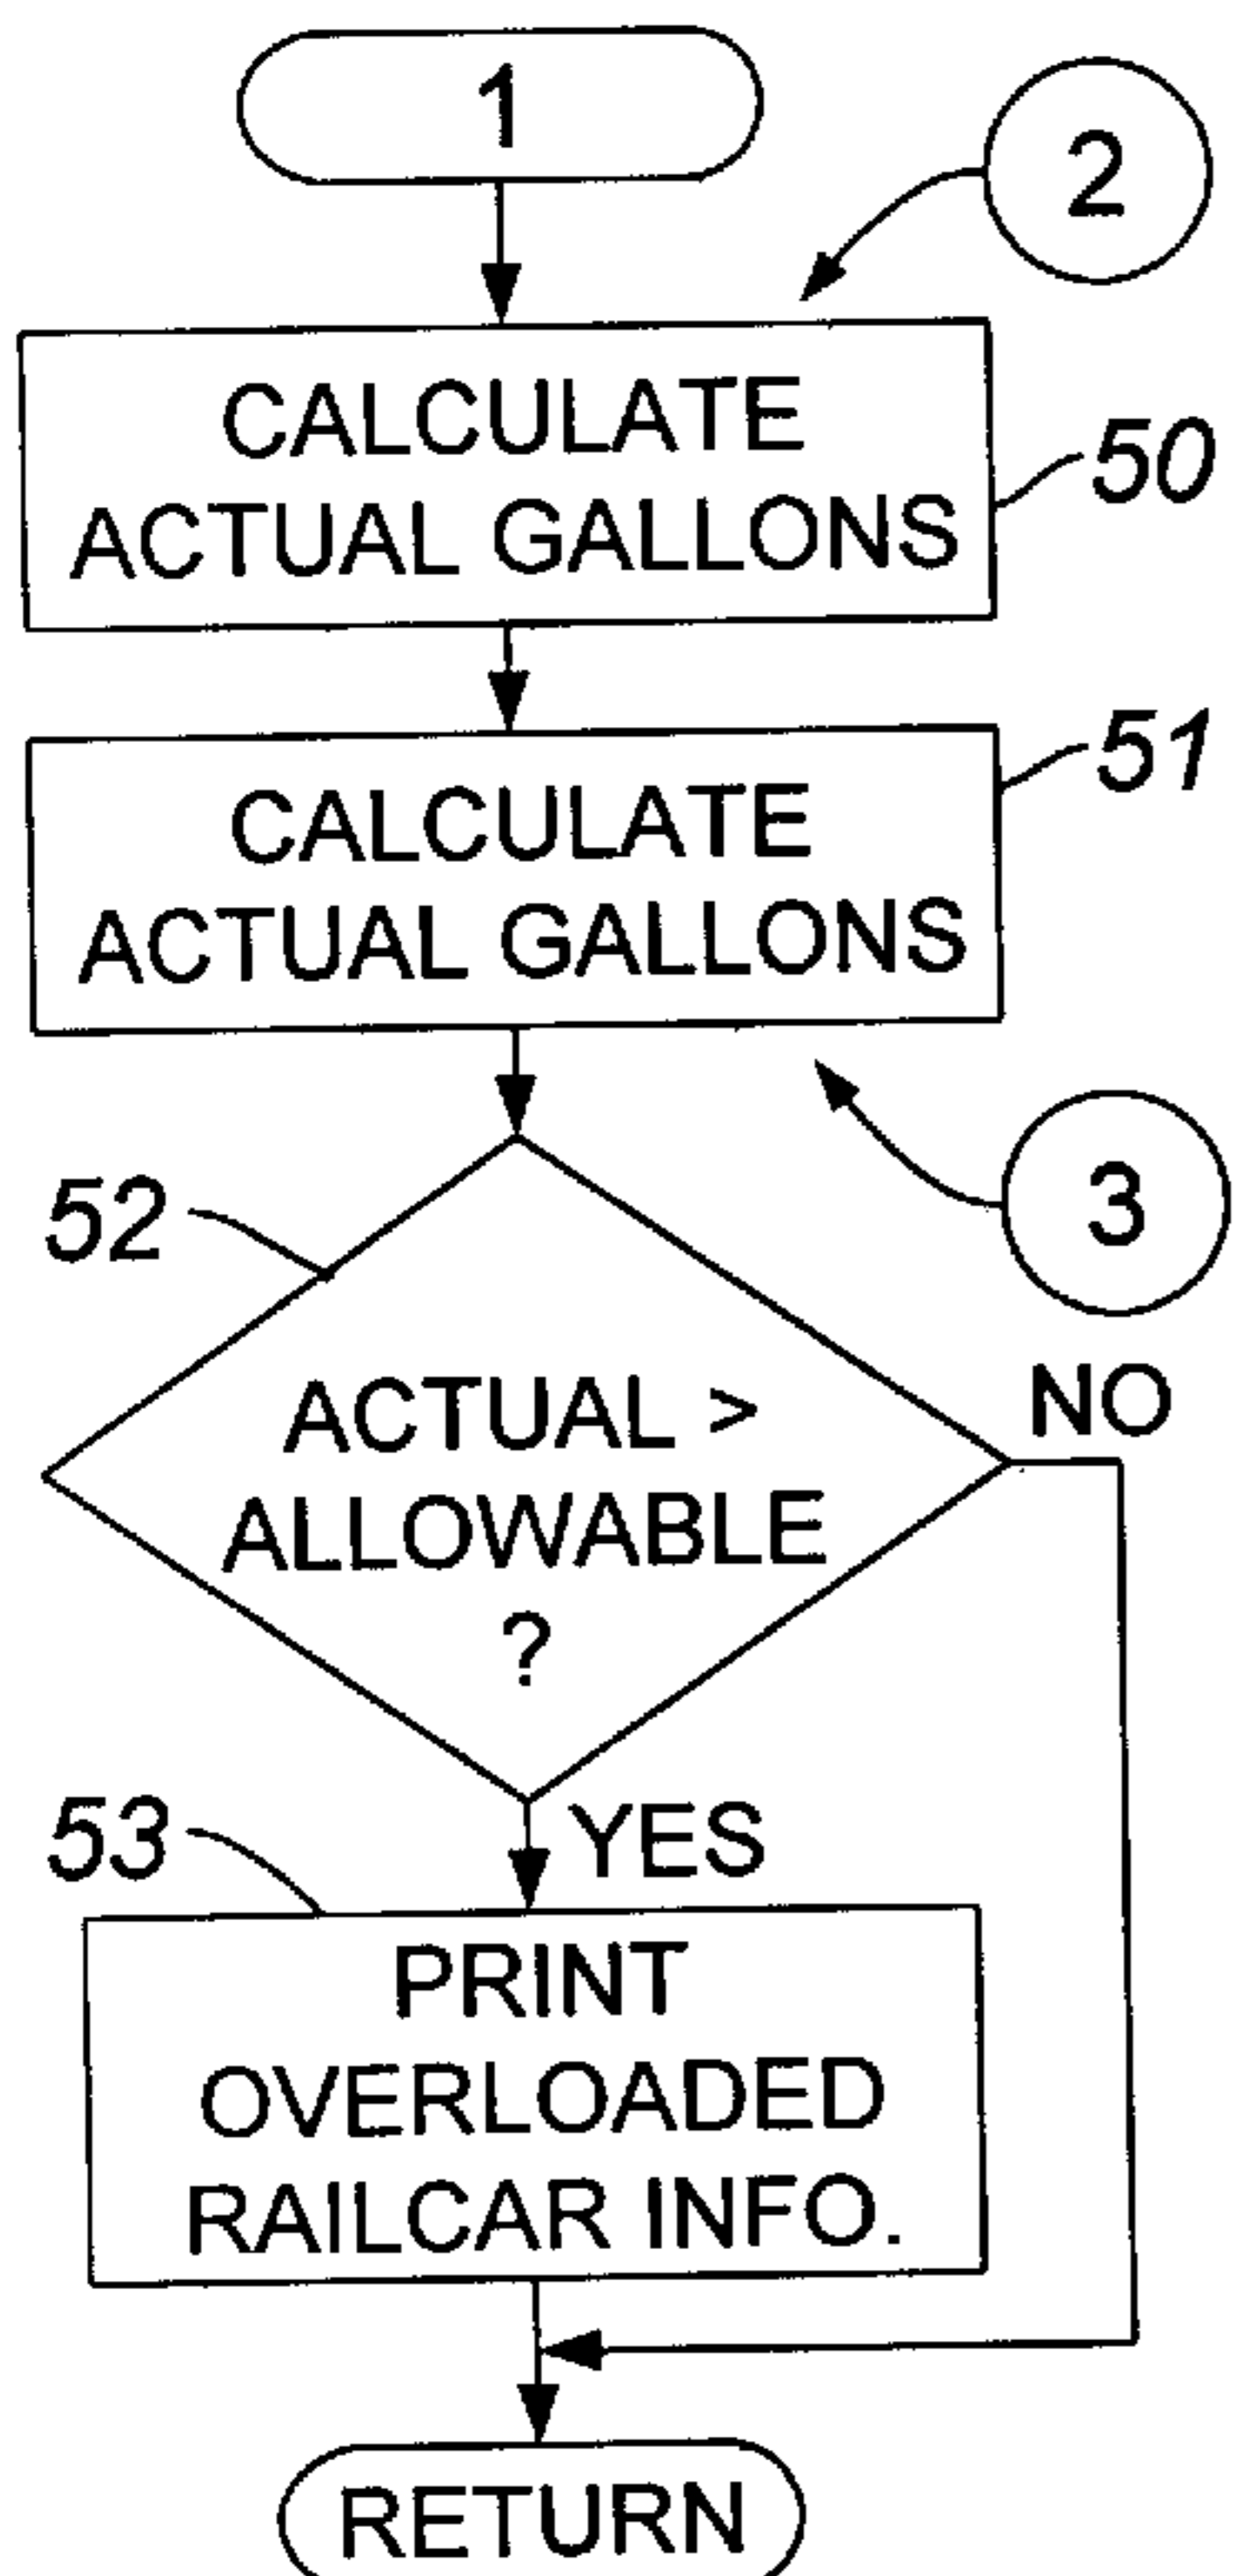 1
2
CALCULATE
ACTUAL GALLONS
50
CALCULATE
ACTUAL GALLONS
51
3
52
ACTUAL >
ALLOWABLE
?
NO
YES
53
PRINT
OVERLOADED
RAILCAR INFO.
RETURN